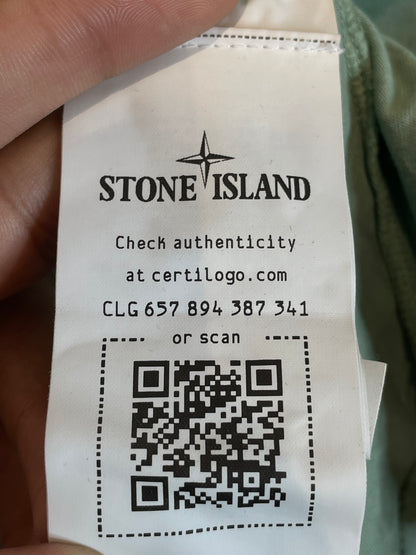 STONE ISLAND
Check authenticity
at certilogo.com
CLG 657 894 387 341
or scan